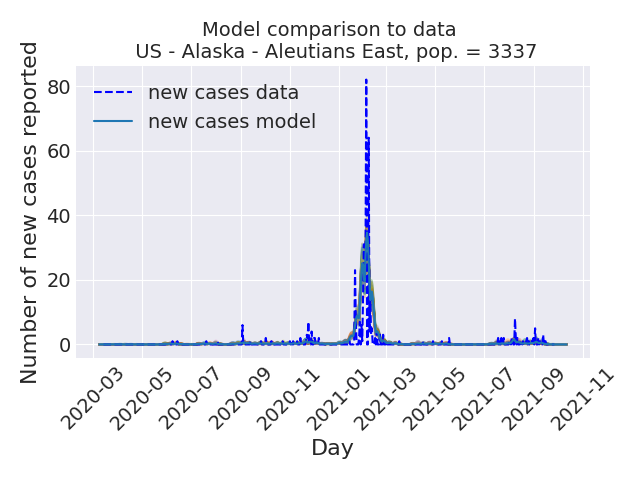 Model comparison to data
US - Alaska - Aleutians East, pop. = 3337
Number of new cases reported
80
60
40
20
0
new cases data
new cases model
2020-03
2020-05
2020-07
2020-09
2020-11
2021-01
2021-03
2021-05
2021-07
2021-09
2021-11
Day